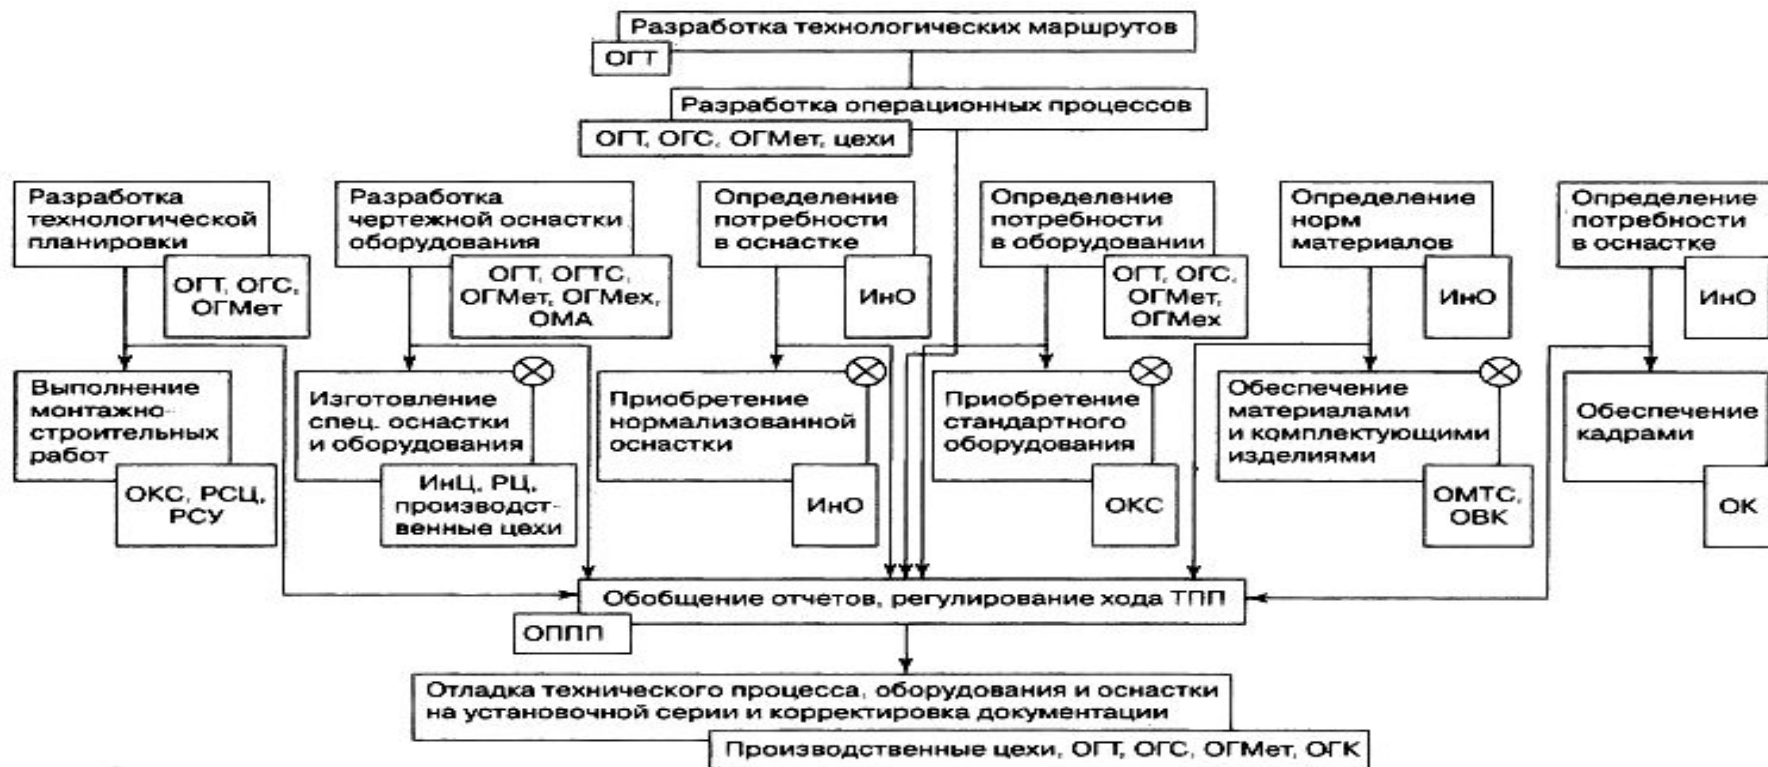 Разработка технологических маршрутов
ОГТ
Разработка операционных процессов
ОГТ, ОГС, ОГМет, цехи
Разработка
технологической
планировки
ОГТ, ОГС,
ОГМет
Разработка
чертежной оснастки
оборудования
ОГТ, ОГТС,
ОГМет, ОГМех,
ОМА
Определение
потребности
в оснастке
ИнО
Определение
потребности
в оборудовании
ОГТ, ОГС,
ОГМет,
ОГМех
Определение
норм
материалов
ИнО
Определение
потребности
в оснастке
ИнО
Выполнение
монтажно-
строительных
работ
ОКС, РСЦ,
РСУ
Изготовление
спец. оснастки
и оборудования
ИнЦ, РЦ,
производст-
венные цехи
Приобретение
нормализованной
оснастки
ИнО
Приобретение
стандартного
оборудования
ОКС
Обеспечение
материалами
и комплектующими
изделиями
ОМТС,
ОВК
Обеспечение
кадрами
ОК
Обобщение отчетов, регулирование хода ТПП
ОППП
Отладка технического процесса, оборудования и оснастки
на установочной серии и корректировка документации
Производственные цехи, ОГТ, ОГС, ОГМет, ОГК